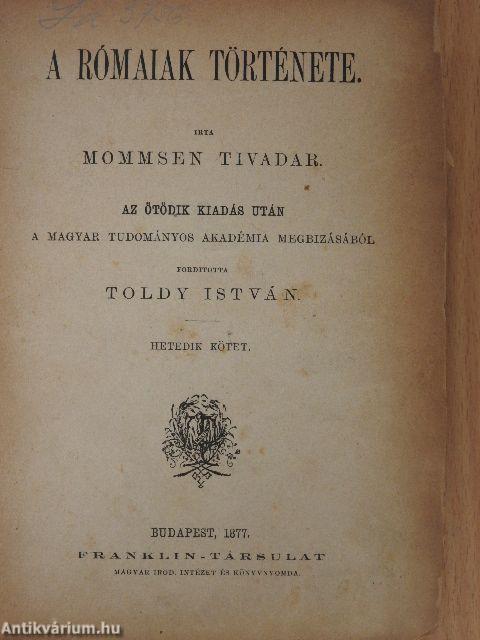 A RÓMAIAK TÖRTÉNETE.
IRTA
MOMMSEN TIVADAR.
AZ ÖTÖDIK KIADÁS UTÁN
A MAGYAR TUDOMÁNYOS AKADÉMIA MEGBIZÁSÁBÓL
FORDITOTTA
TOLDY ISTVÁN.
HETEDIK KÖTET.
BUDAPEST, 1877.
FRANKLIN-TÁRSULAT
MAGYAR IROD. INTÉZET ÉS KÖNYVNYOMDA.
Antikvárium.hu